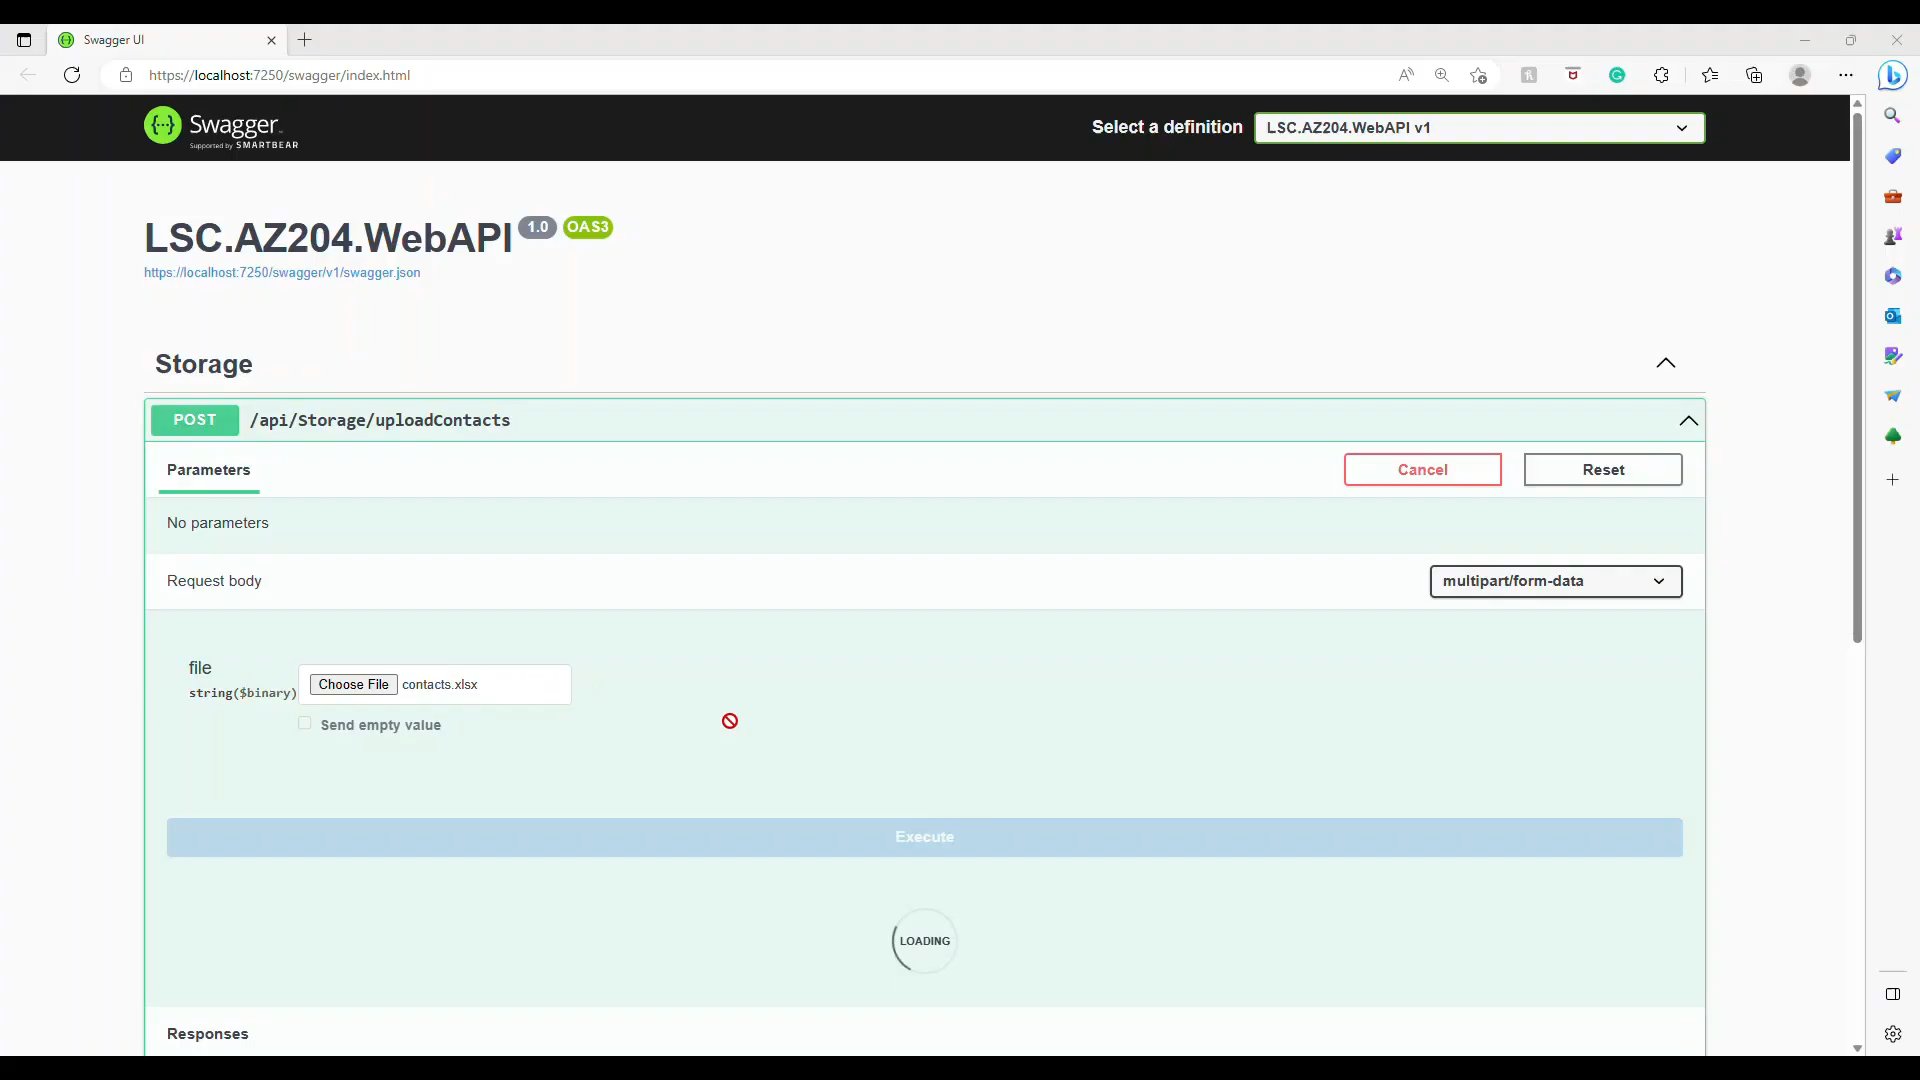 Swagger UI
https://localhost:7250/swagger/index.html
Swagger
Supported by SMARTBEAR
Select a definition
LSC.AZ204.WebAPI v1
LSC.AZ204.WebAPI 1.0 OAS3
https://localhost:7250/swagger/v1/swagger.json
Storage
POST /api/Storage/uploadContacts
Parameters
Cancel
Reset
No parameters
Request body
multipart/form-data
file
string($binary)
Choose File contacts.xlsx
Send empty value
Execute
LOADING
Responses